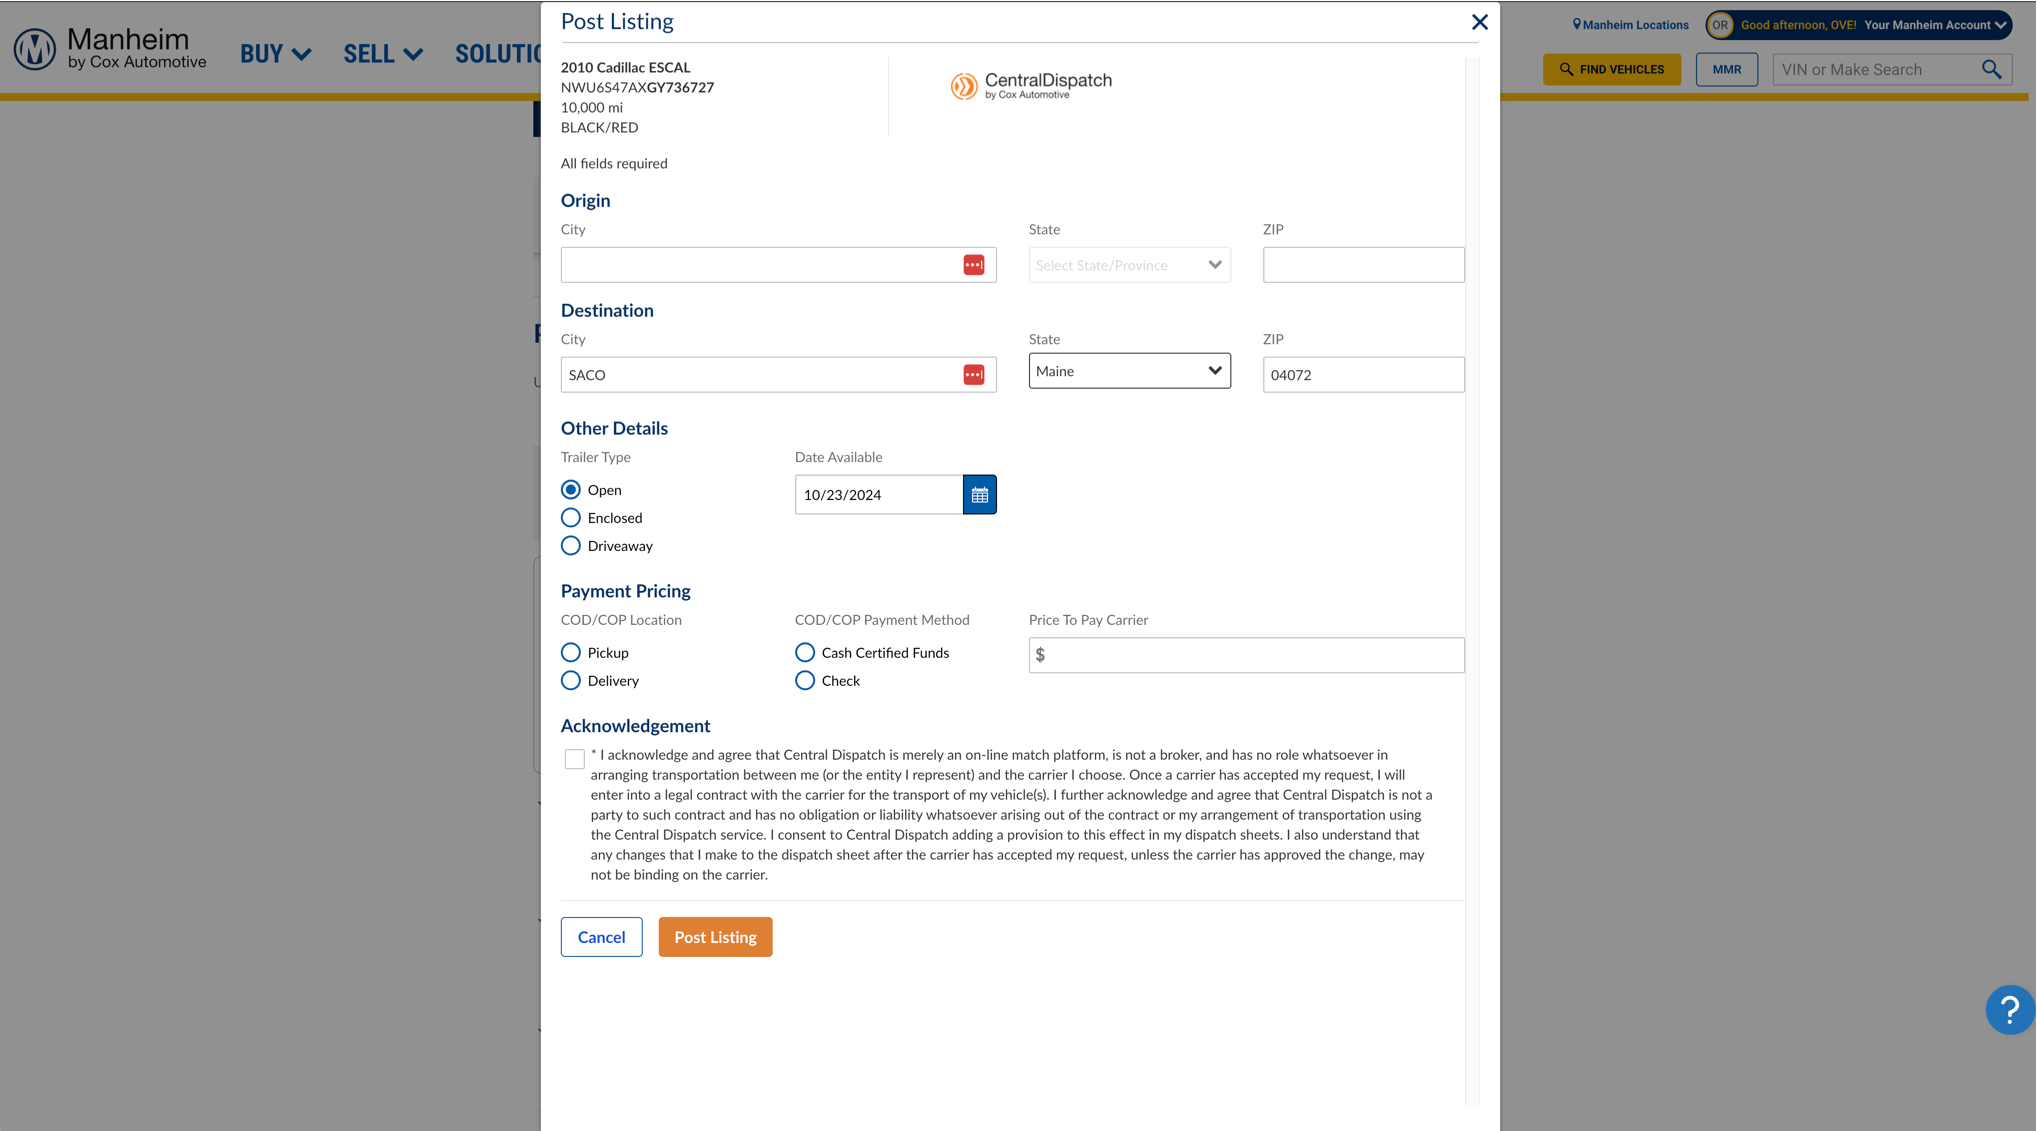 Manheim
by Cox Automotive
BUY
SELL
Post Listing
Manheim Locations
OR
Good afternoon, OVE! Your Manheim Account
FIND VEHICLES
MMR
VIN or Make Search
2010 Cadillac ESCAL
NWU6S47AXGY736727
10,000 mi
BLACK/RED
CentralDispatch
by Cox Automotive
All fields required
Origin
City State ZIP
Select State/Province
Destination
City State ZIP
SACO Maine 04072
Other Details
Trailer Type Date Available
Open 10/23/2024
Enclosed
Driveaway
Payment Pricing
COD/COP Location COD/COP Payment Method Price To Pay Carrier
Pickup Cash Certified Funds $
Delivery Check
Acknowledgement
* I acknowledge and agree that Central Dispatch is merely an on-line match platform, is not a broker, and has no role whatsoever in
arranging transportation between me (or the entity I represent) and the carrier I choose. Once a carrier has accepted my request, I will
enter into a legal contract with the carrier for the transport of my vehicle(s). I further acknowledge and agree that Central Dispatch is not a
party to such contract and has no obligation or liability whatsoever arising out of the contract or my arrangement of transportation using
the Central Dispatch service. I consent to Central Dispatch adding a provision to this effect in my dispatch sheets. I also understand that
any changes that I make to the dispatch sheet after the carrier has accepted my request, unless the carrier has approved the change, may
not be binding on the carrier.
Cancel Post Listing
?